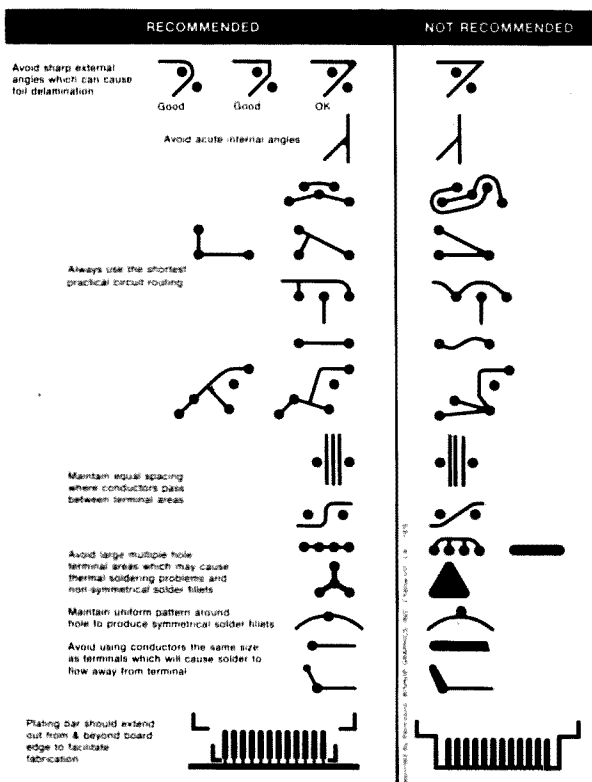 RECOMMENDED
NOT RECOMMENDED
Avoid sharp external
angles which can cause
foil delamination
Good
Good
OK
Avoid acute internal angles
Always use the shortest
practical circuit routing
Maintain equal spacing
where conductors pass
between terminal areas
Avoid large multiple hole
terminal areas which may cause
thermal soldering problems and
non-symmetrical solder fillets
Maintain uniform pattern around
hole to produce symmetrical solder fillets
Avoid using conductors the same size
as terminals which will cause solder to
flow away from terminal
Plating bar should extend
out from & beyond board
edge to facilitate
fabrication